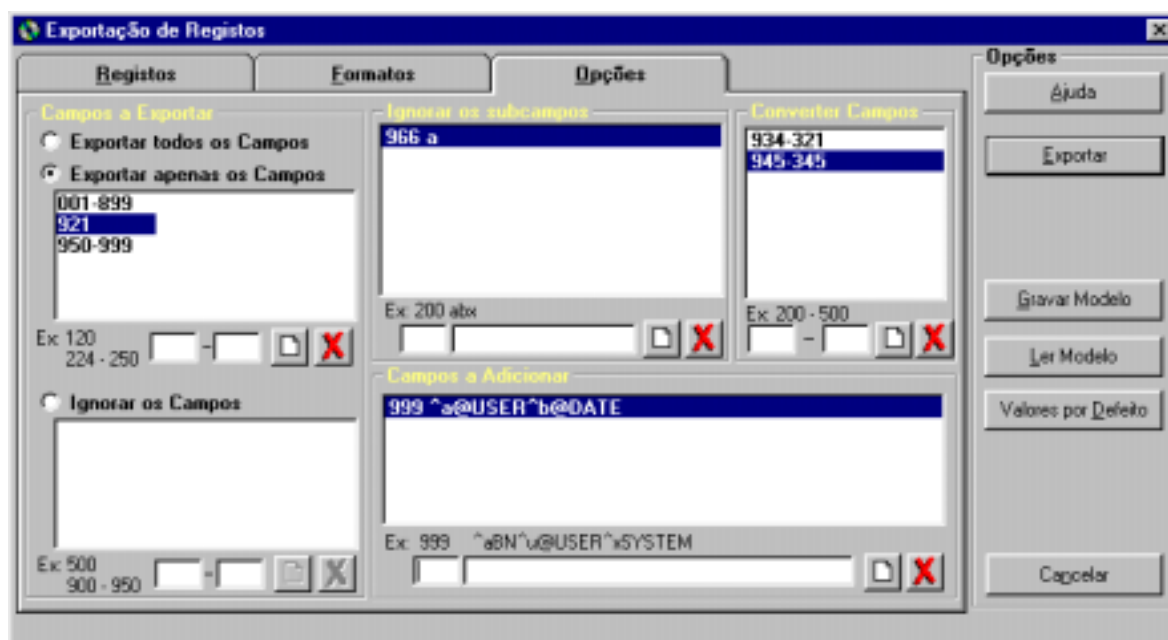 Exportação de Registos
Registos
Formatos
Opções
Campos a Exportar
Exportar todos os Campos
Exportar apenas os Campos
001-899
921
950-999
Ex: 120
224 - 250
-
Ignorar os Campos
Ex: 500
900 - 950
-
Ignorar os subcampos
966 a
Ex: 200 abx
Converter Campos
934-321
945-345
Ex: 200 - 500
-
Campos a Adicionar
999 ^a@USER^b@DATE
Ex: 999 ^aBN^u@USER^xSYSTEM
Opções
Ajuda
Exportar
Gravar Modelo
Ler Modelo
Valores por Defeito
Cancelar